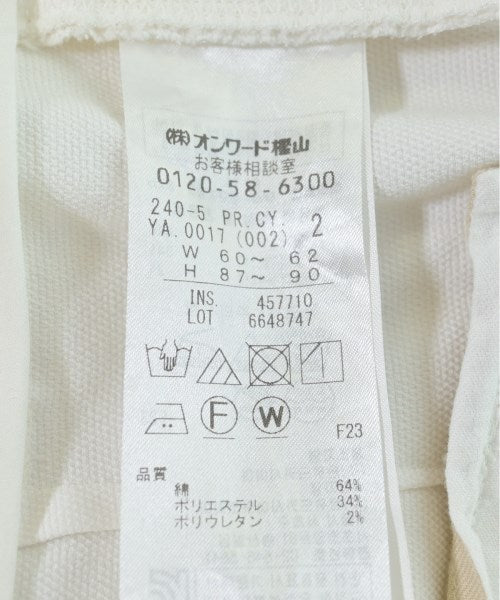 (株)オンワード樫山
お客様相談室
0120-58-6300
240-5 PR.CY.
YA.0017 (002) 2
W 60～ 62
H 87～ 90
INS. 457710
LOT 6648747
F W
F23
品質
綿 64%
ポリエステル 34%
ポリウレタン 2%